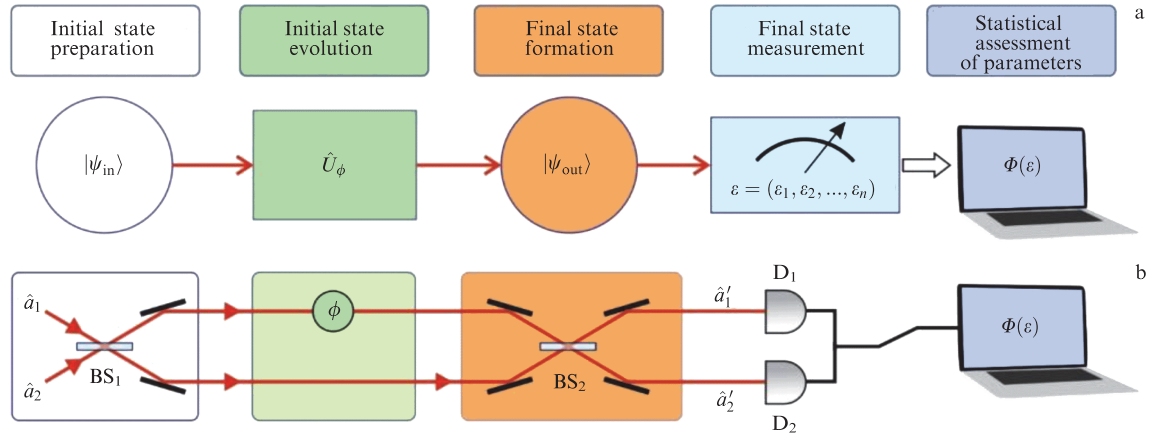 a
Initial state
preparation
Initial state
evolution
Final state
formation
Final state
measurement
Statistical
assessment
of parameters
|ψin⟩
Ûϕ
|ψout⟩
ε = (ε1, ε2, ..., εn)
Φ(ε)
b
â1
â2
BS1
ϕ
BS2
â′1
â′2
D1
D2
Φ(ε)